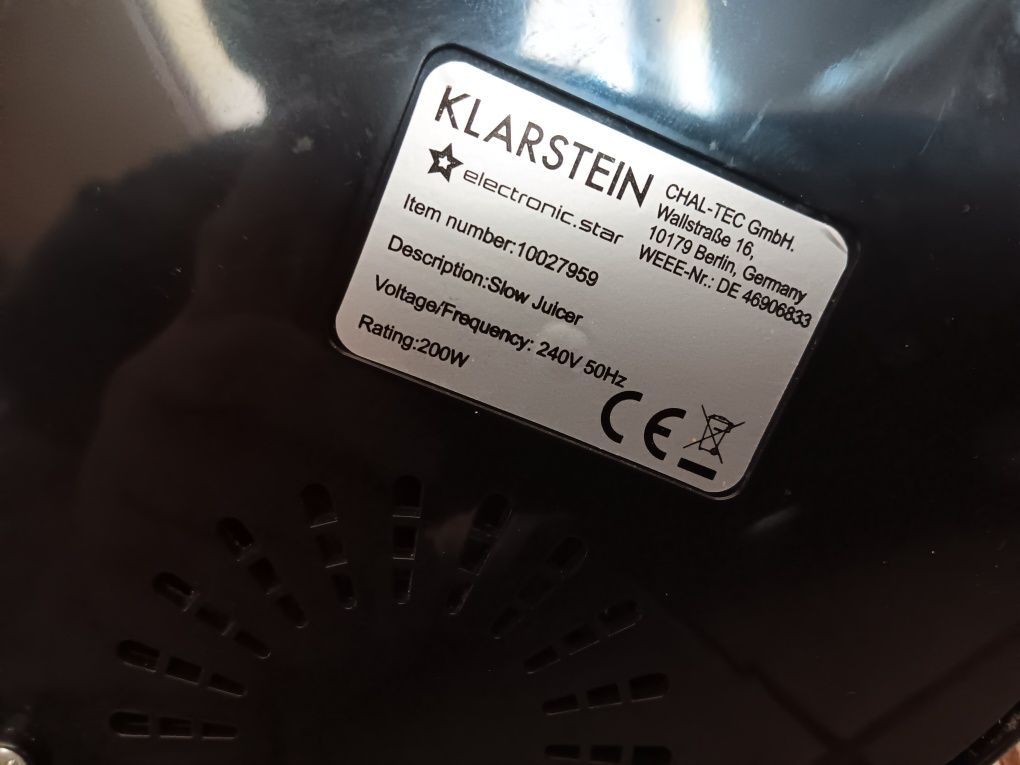 KLARSTEIN
electronic.star
CHAL-TEC GmbH.
Wallstraße 16,
10179 Berlin, Germany
WEEE-Nr.: DE 46906833
Item number:10027959
Description:Slow Juicer
Voltage/Frequency: 240V 50Hz
Rating:200W
CE